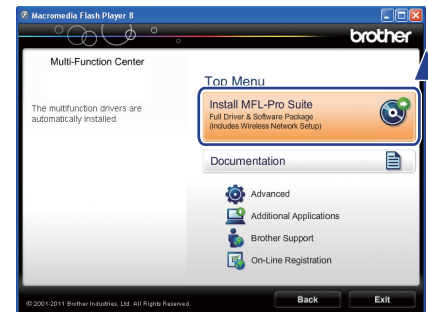 Macromedia Flash Player 8
brother
Multi-Function Center
The multifunction drivers are
automatically installed.
Top Menu
Install MFL-Pro Suite
Full Driver & Software Package
(Includes Wireless Network Setup)
Documentation
Advanced
Additional Applications
Brother Support
On-Line Registration
© 2001-2011 Brother Industries, Ltd. All Rights Reserved.
Back
Exit